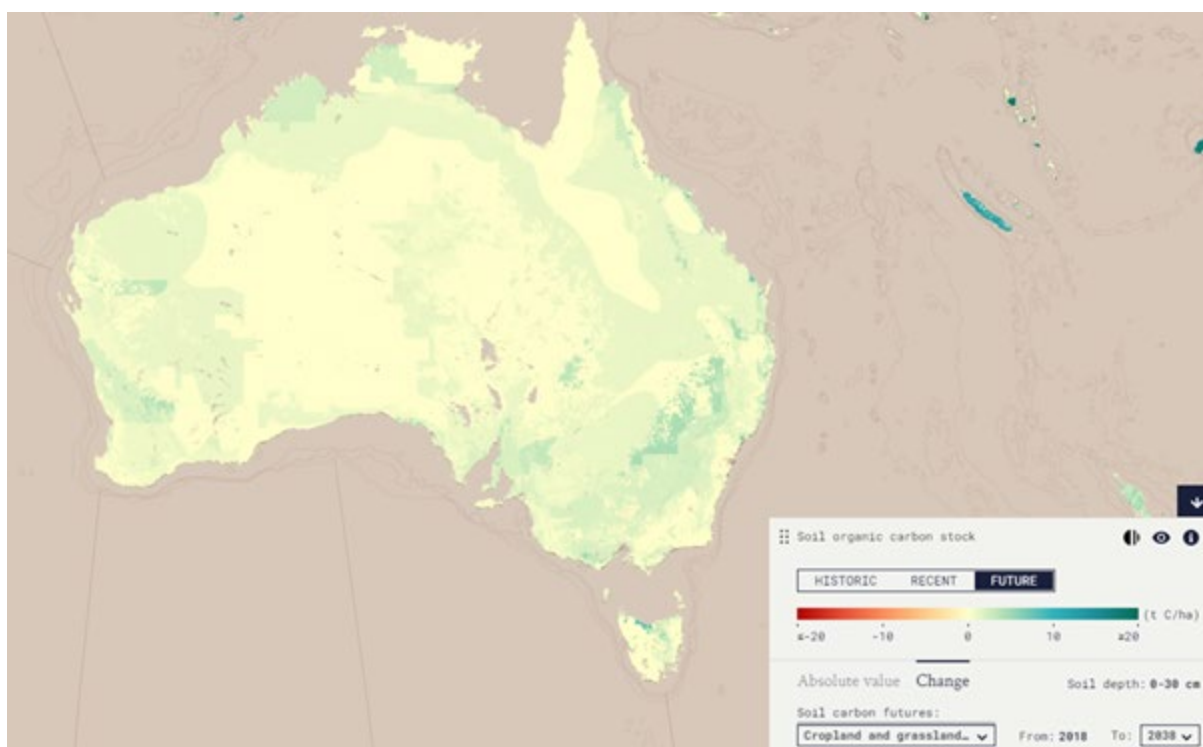 Soil organic carbon stock
HISTORIC RECENT FUTURE
(t C/ha)
≤-20 -10 0 10 ≥20
Absolute value Change Soil depth: 0-30 cm
Soil carbon futures:
Cropland and grassland… From: 2018 To: 2038